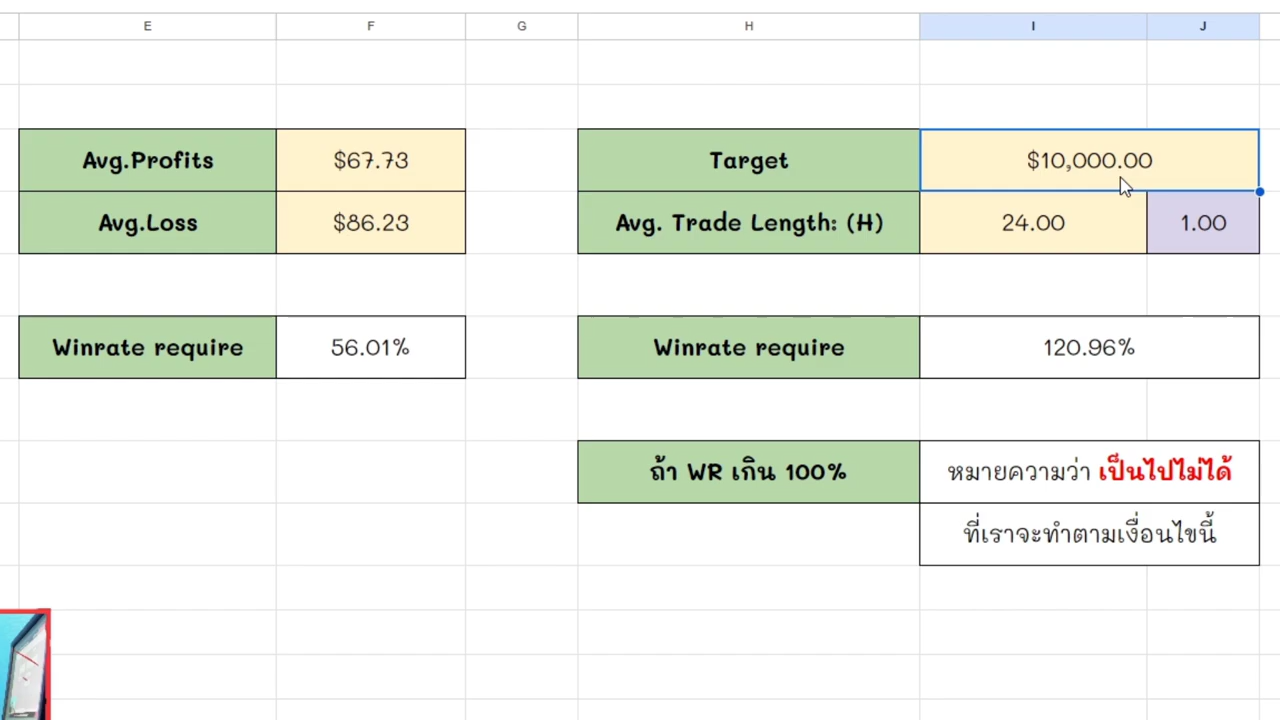 E F G H I J
Avg.Profits $67.73 Target $10,000.00
Avg.Loss $86.23 Avg. Trade Length: (H) 24.00 1.00
Winrate require 56.01% Winrate require 120.96%
ถ้า WR เกิน 100% หมายความว่า เป็นไปไม่ได้
ที่เราจะทำตามเงื่อนไขนี้